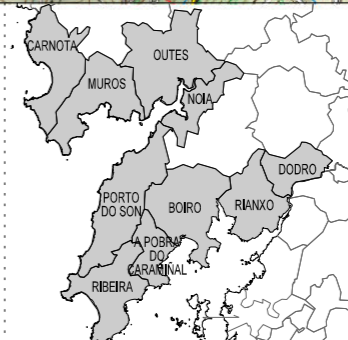 CARNOTA
OUTES
MUROS
NOIA
DODRO
PORTO
DO SON
BOIRO
RIANXO
A POBRA
DO
CARAMIÑAL
RIBEIRA